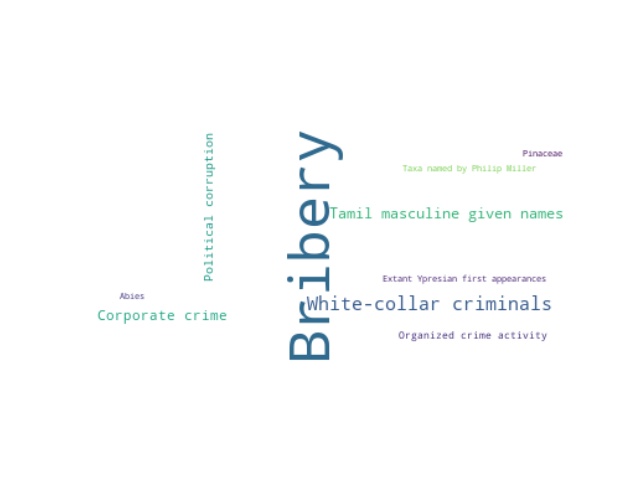 Bribery
Political corruption
Pinaceae
Taxa named by Philip Miller
Tamil masculine given names
Extant Ypresian first appearances
Abies
White-collar criminals
Corporate crime
Organized crime activity